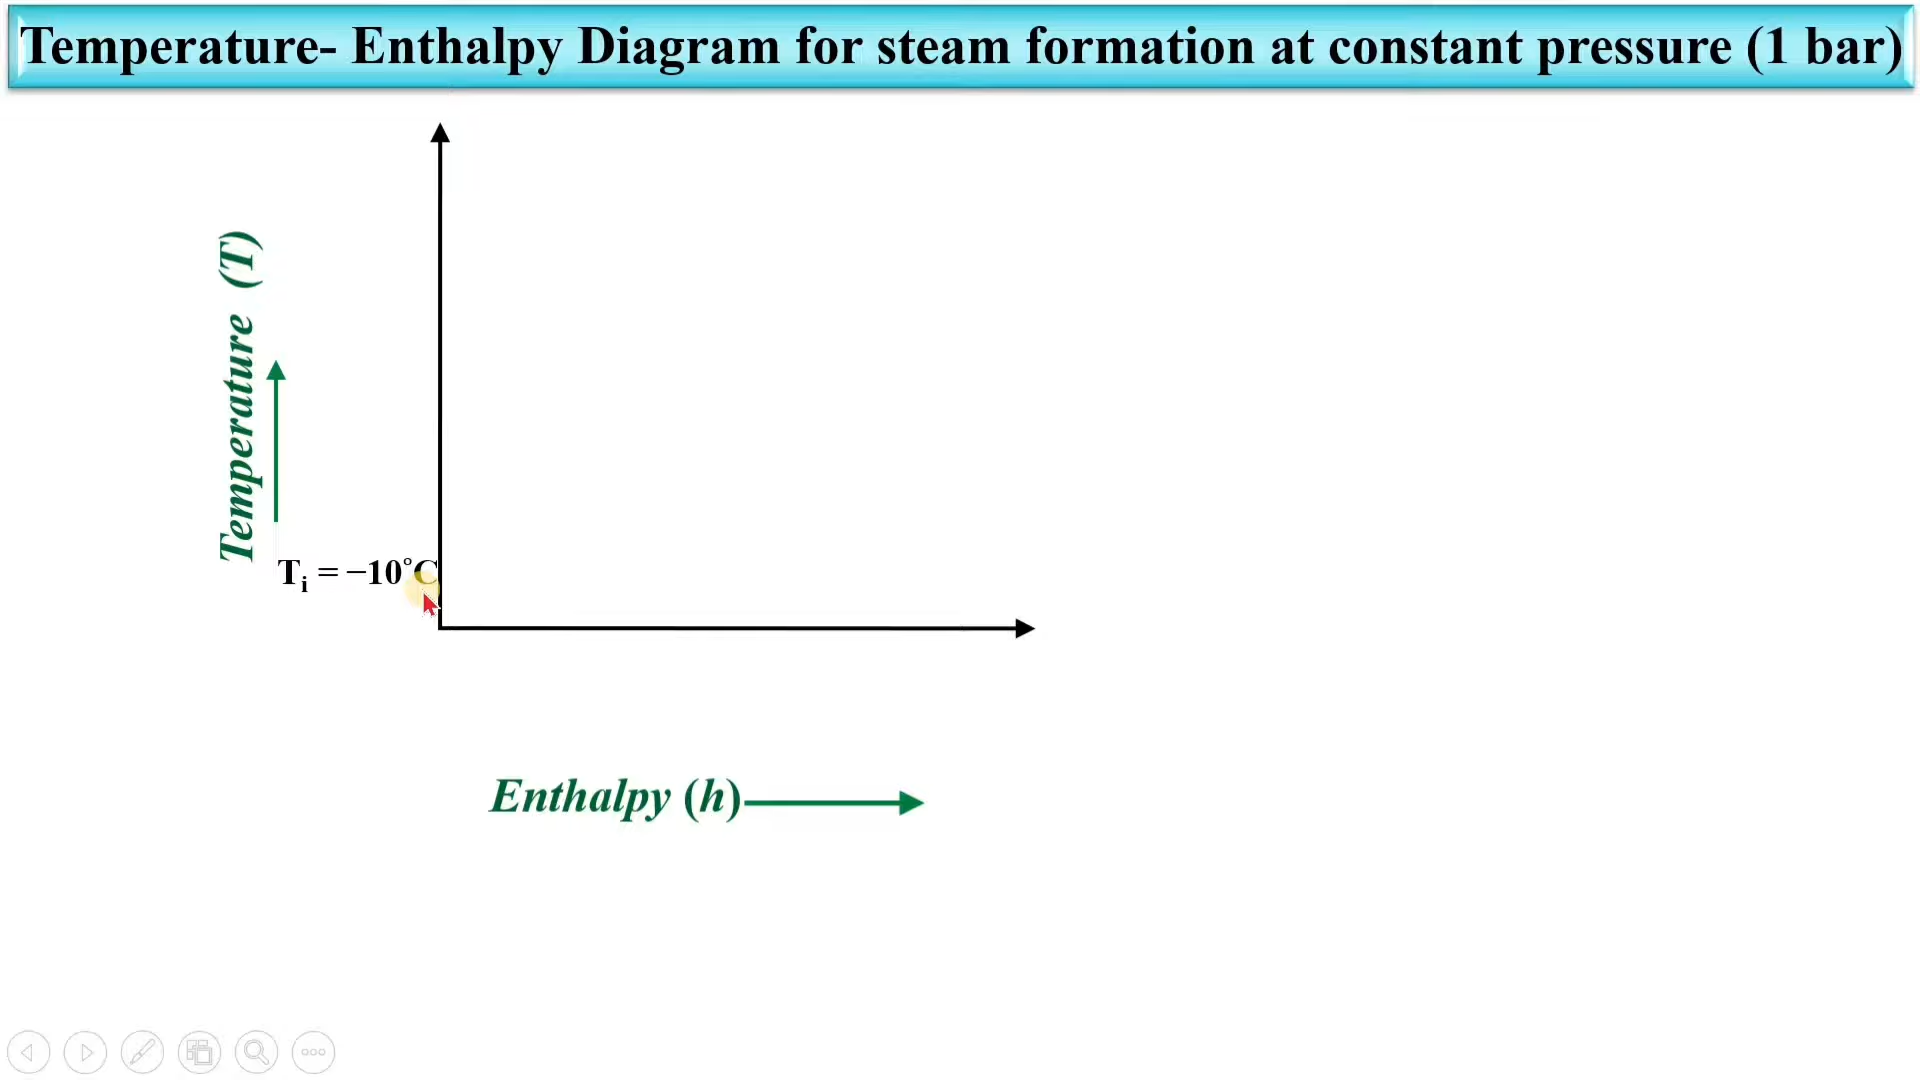 Temperature- Enthalpy Diagram for steam formation at constant pressure (1 bar)
Temperature (T)
Tᵢ = −10°C
Enthalpy (h)